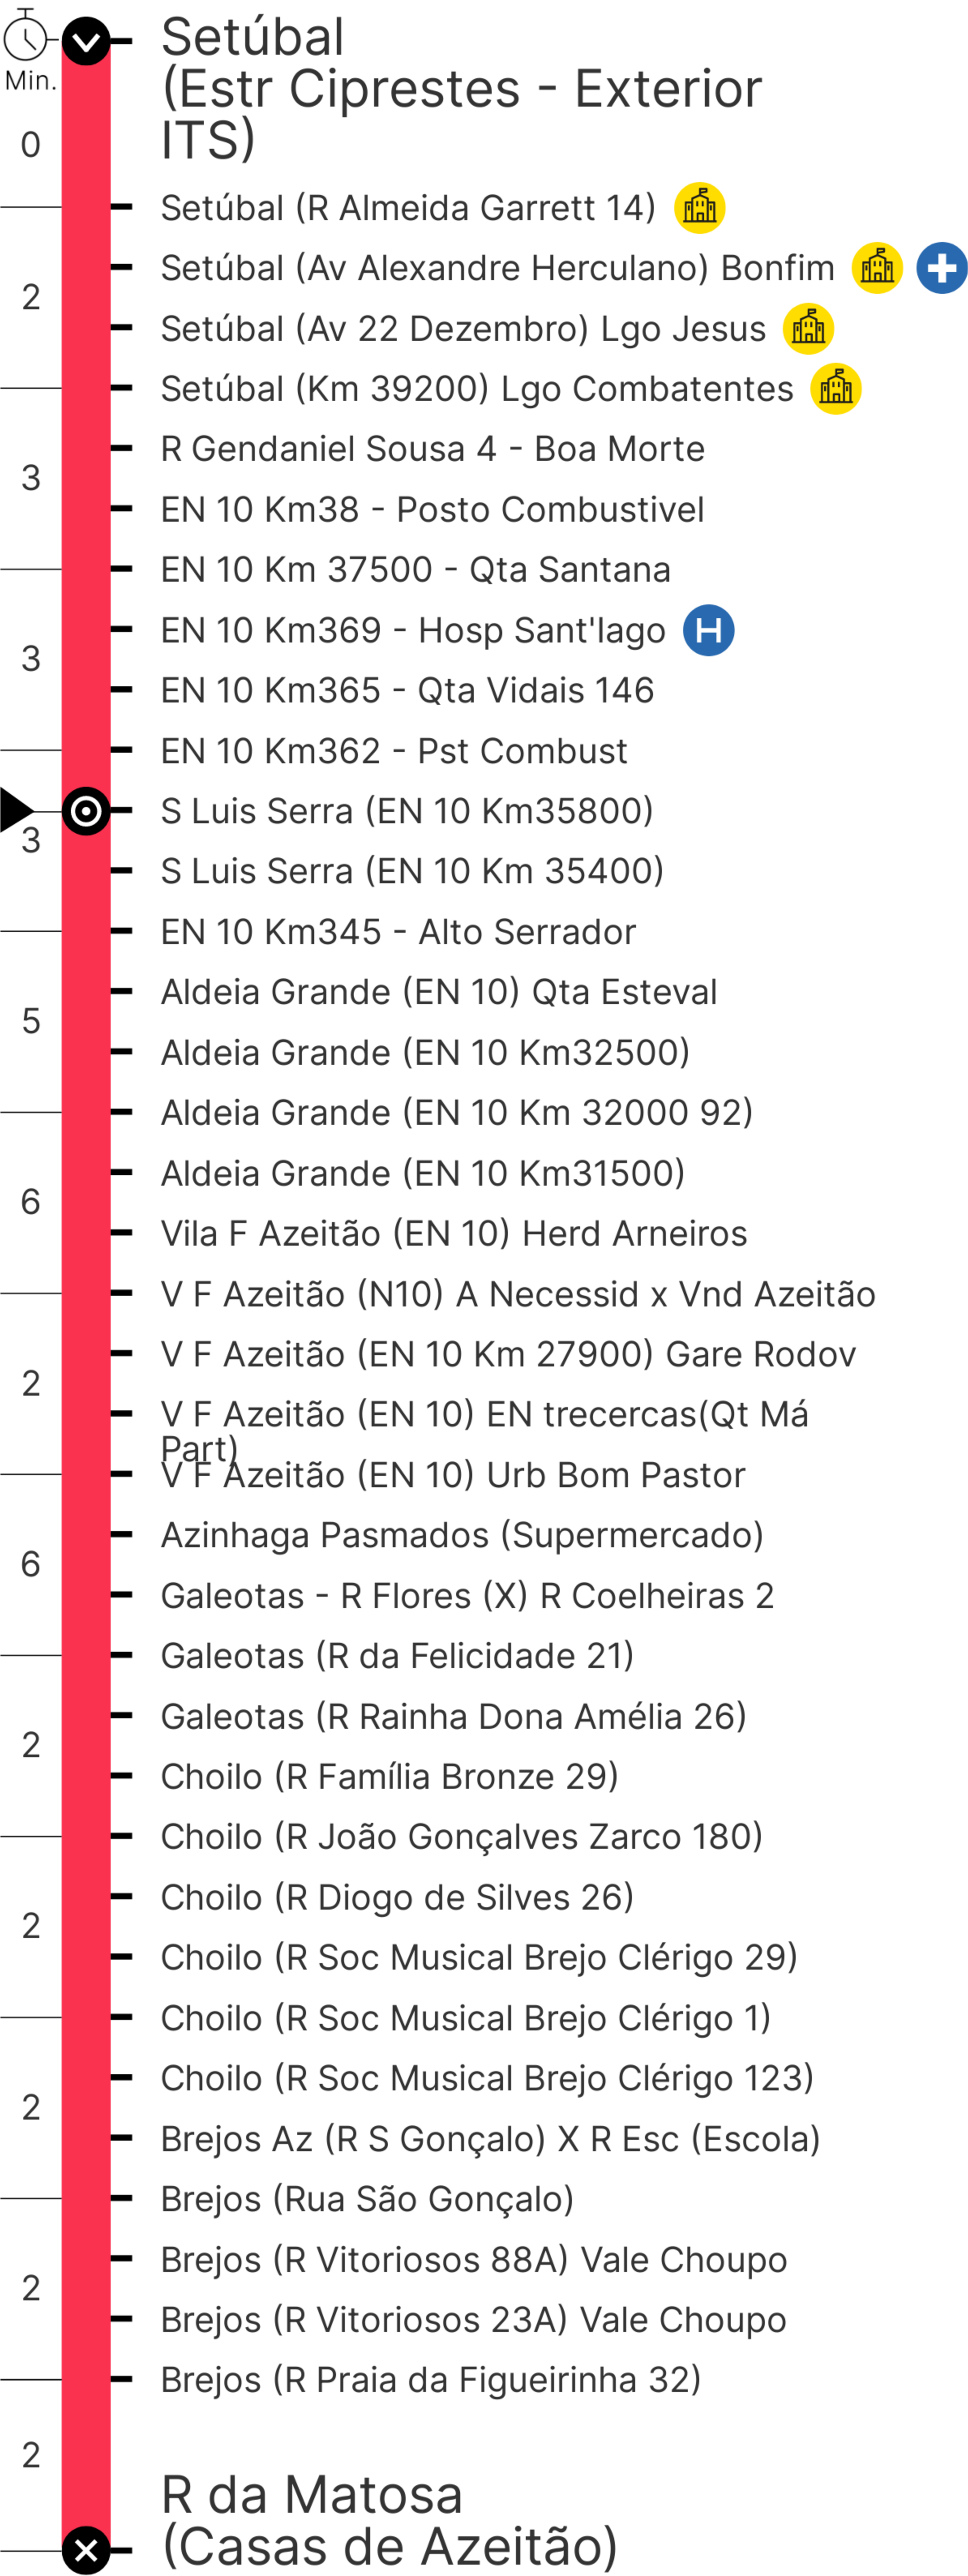 Setúbal
(Estr Ciprestes - Exterior
ITS)
Min.
0
Setúbal (R Almeida Garrett 14)
Setúbal (Av Alexandre Herculano) Bonfim
2
Setúbal (Av 22 Dezembro) Lgo Jesus
Setúbal (Km 39200) Lgo Combatentes
R Gendaniel Sousa 4 - Boa Morte
3
EN 10 Km38 - Posto Combustivel
EN 10 Km 37500 - Qta Santana
EN 10 Km369 - Hosp Sant'Iago H
3
EN 10 Km365 - Qta Vidais 146
EN 10 Km362 - Pst Combust
S Luis Serra (EN 10 Km35800)
3
S Luis Serra (EN 10 Km 35400)
EN 10 Km345 - Alto Serrador
Aldeia Grande (EN 10) Qta Esteval
5
Aldeia Grande (EN 10 Km32500)
Aldeia Grande (EN 10 Km 32000 92)
Aldeia Grande (EN 10 Km31500)
6
Vila F Azeitão (EN 10) Herd Arneiros
V F Azeitão (N10) A Necessid x Vnd Azeitão
V F Azeitão (EN 10 Km 27900) Gare Rodov
2
V F Azeitão (EN 10) EN trecercas(Qt Má
Part)
V F Azeitão (EN 10) Urb Bom Pastor
Azinhaga Pasmados (Supermercado)
6
Galeotas - R Flores (X) R Coelheiras 2
Galeotas (R da Felicidade 21)
Galeotas (R Rainha Dona Amélia 26)
2
Choilo (R Família Bronze 29)
Choilo (R João Gonçalves Zarco 180)
Choilo (R Diogo de Silves 26)
2
Choilo (R Soc Musical Brejo Clérigo 29)
Choilo (R Soc Musical Brejo Clérigo 1)
Choilo (R Soc Musical Brejo Clérigo 123)
2
Brejos Az (R S Gonçalo) X R Esc (Escola)
Brejos (Rua São Gonçalo)
Brejos (R Vitoriosos 88A) Vale Choupo
2
Brejos (R Vitoriosos 23A) Vale Choupo
Brejos (R Praia da Figueirinha 32)
2
R da Matosa
(Casas de Azeitão)